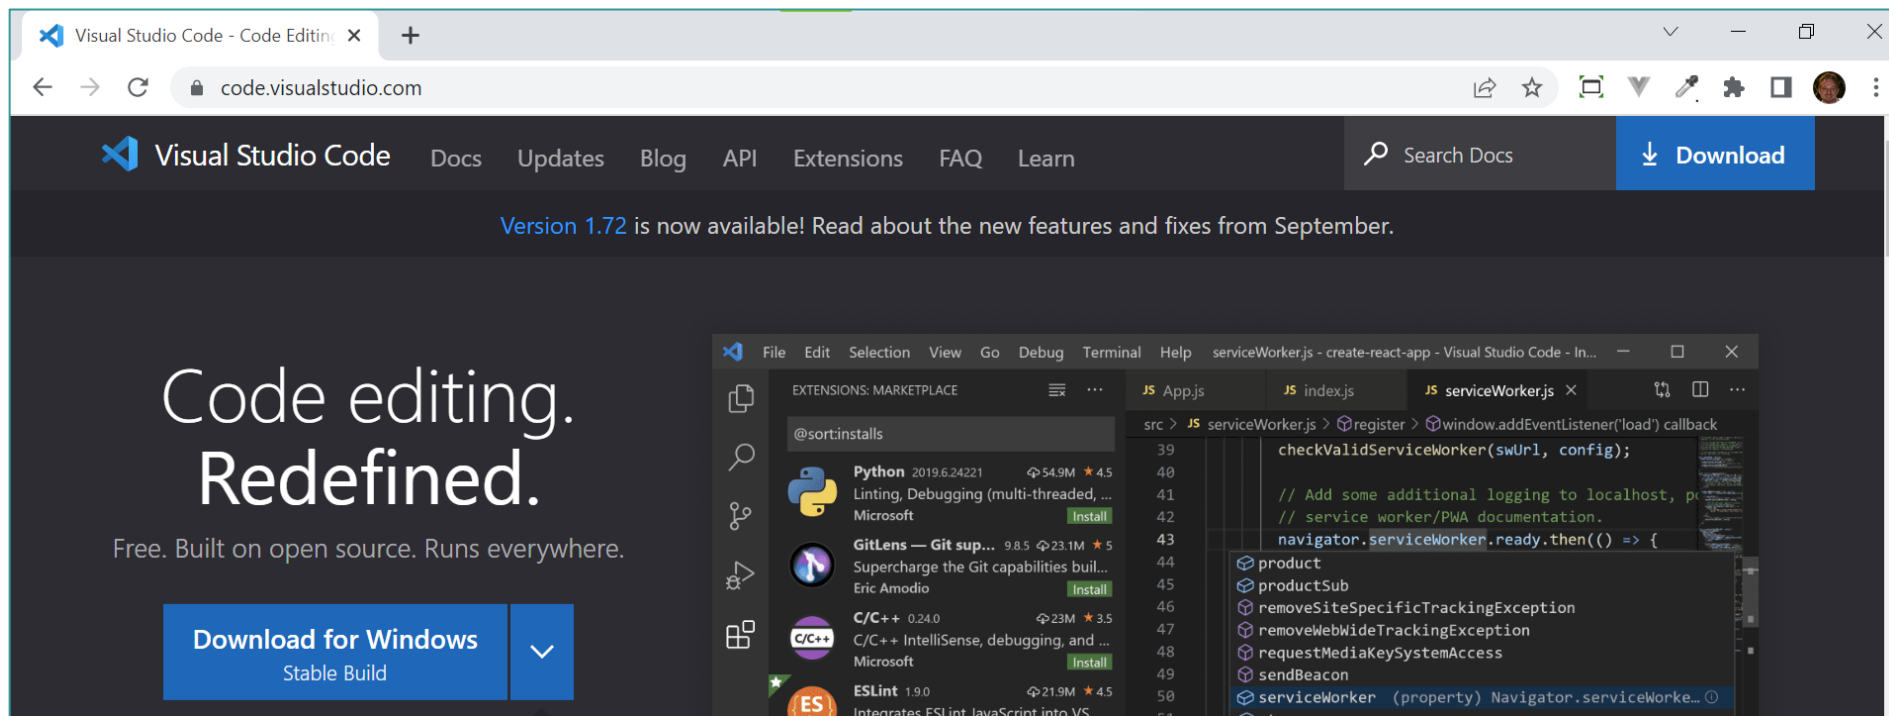 Visual Studio Code - Code Editing
code.visualstudio.com
Visual Studio Code Docs Updates Blog API Extensions FAQ Learn Search Docs Download
Version 1.72 is now available! Read about the new features and fixes from September.
Code editing.
Redefined.
Free. Built on open source. Runs everywhere.
Download for Windows
Stable Build
File Edit Selection View Go Debug Terminal Help serviceWorker.js - create-react-app - Visual Studio Code - In...
EXTENSIONS: MARKETPLACE ...
@sort:installs
Python 2019.6.24221 54.9M ★ 4.5
Linting, Debugging (multi-threaded, ...
Microsoft Install
GitLens — Git sup... 9.8.5 23.1M ★ 5
Supercharge the Git capabilities buil...
Eric Amodio Install
C/C++ 0.24.0 23M ★ 3.5
C/C++
C/C++ IntelliSense, debugging, and ...
Microsoft Install
ESLint 1.9.0 21.9M ★ 4.5
ES
Integrates ESLint JavaScript into VS
JS App.js JS index.js JS serviceWorker.js ...
src > JS serviceWorker.js > register > window.addEventListener('load') callback
39 checkValidServiceWorker(swUrl, config);
40
41 // Add some additional logging to localhost, po
42 // service worker/PWA documentation.
43 navigator.serviceWorker.ready.then(() => {
44 product
45 productSub
46 removeSiteSpecificTrackingException
47 removeWebWideTrackingException
48 requestMediaKeySystemAccess
49 sendBeacon
50 serviceWorker (property) Navigator.serviceWorke...